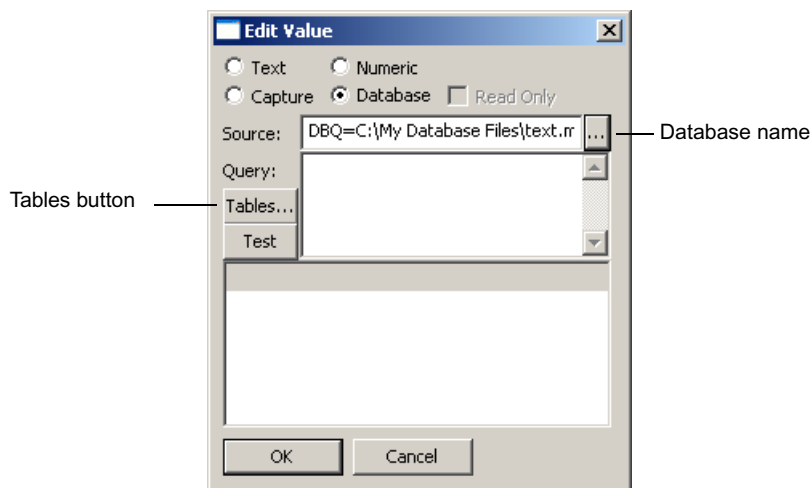 Edit Value
Text Numeric
Capture Database Read Only
Source: DBQ=C:\My Database Files\text.m ... Database name
Query:
Tables button Tables...
Test
OK Cancel